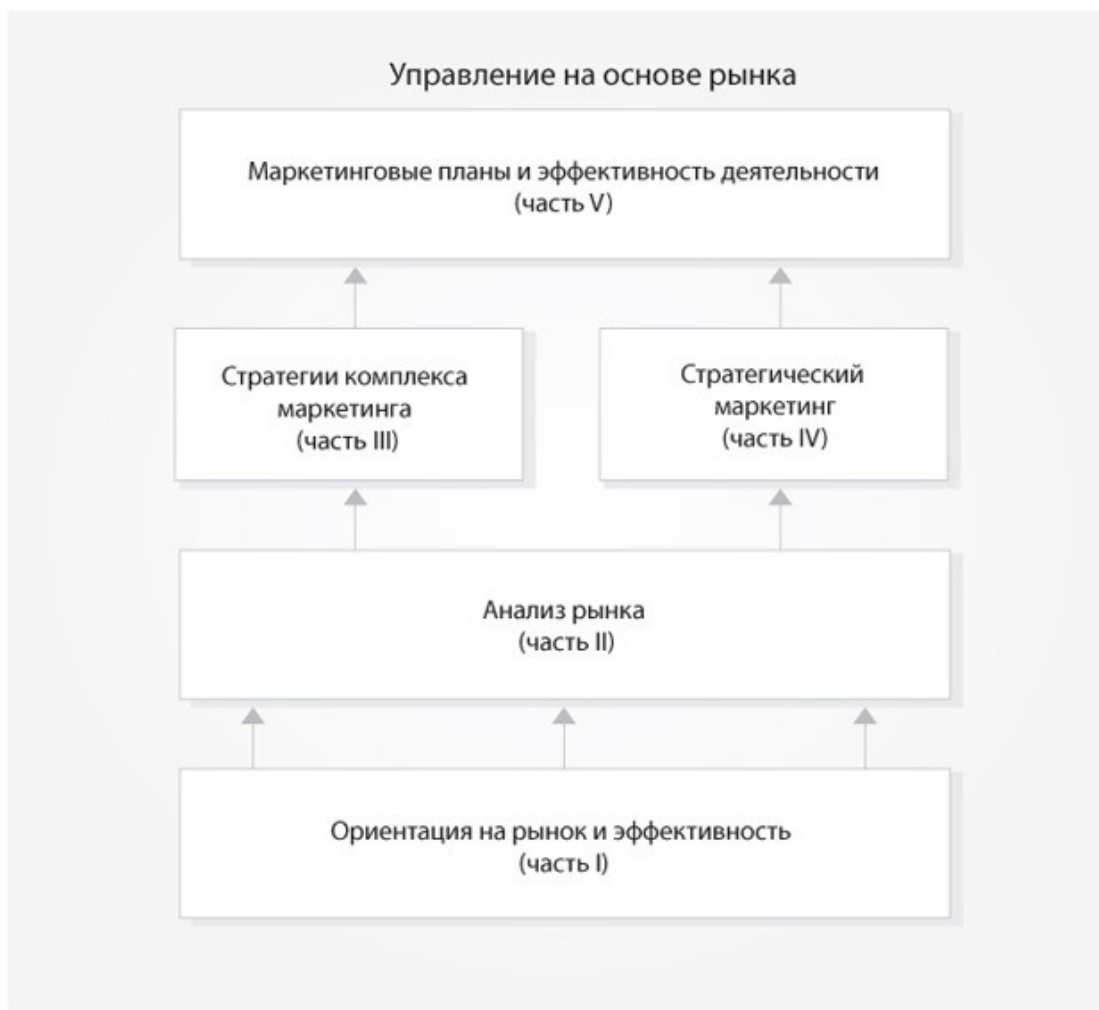 Управление на основе рынка
Маркетинговые планы и эффективность деятельности
(часть V)
Стратегии комплекса
маркетинга
(часть III)
Стратегический
маркетинг
(часть IV)
Анализ рынка
(часть II)
Ориентация на рынок и эффективность
(часть I)